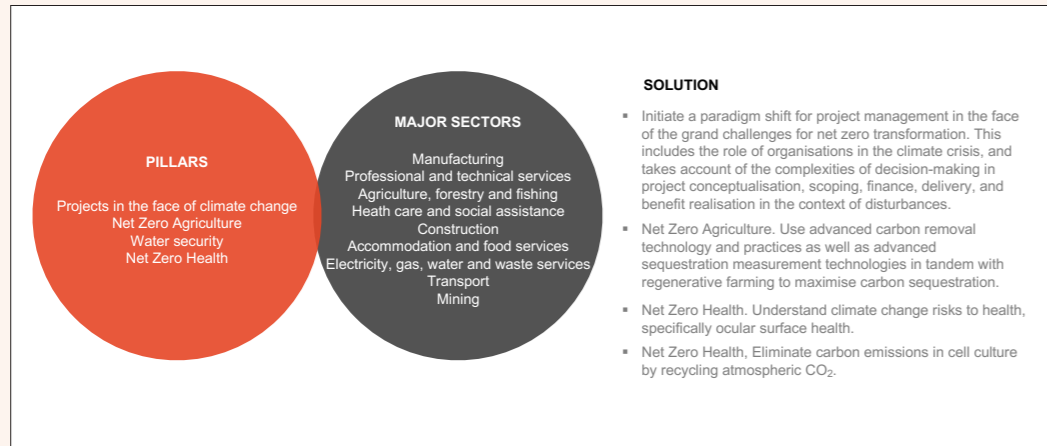 PILLARS
Projects in the face of climate change
Net Zero Agriculture
Water security
Net Zero Health
MAJOR SECTORS
Manufacturing
Professional and technical services
Agriculture, forestry and fishing
Heath care and social assistance
Construction
Accommodation and food services
Electricity, gas, water and waste services
Transport
Mining
SOLUTION
▪ Initiate a paradigm shift for project management in the face
of the grand challenges for net zero transformation. This
includes the role of organisations in the climate crisis, and
takes account of the complexities of decision-making in
project conceptualisation, scoping, finance, delivery, and
benefit realisation in the context of disturbances.
▪ Net Zero Agriculture. Use advanced carbon removal
technology and practices as well as advanced
sequestration measurement technologies in tandem with
regenerative farming to maximise carbon sequestration.
▪ Net Zero Health. Understand climate change risks to health,
specifically ocular surface health.
▪ Net Zero Health, Eliminate carbon emissions in cell culture
by recycling atmospheric CO₂.